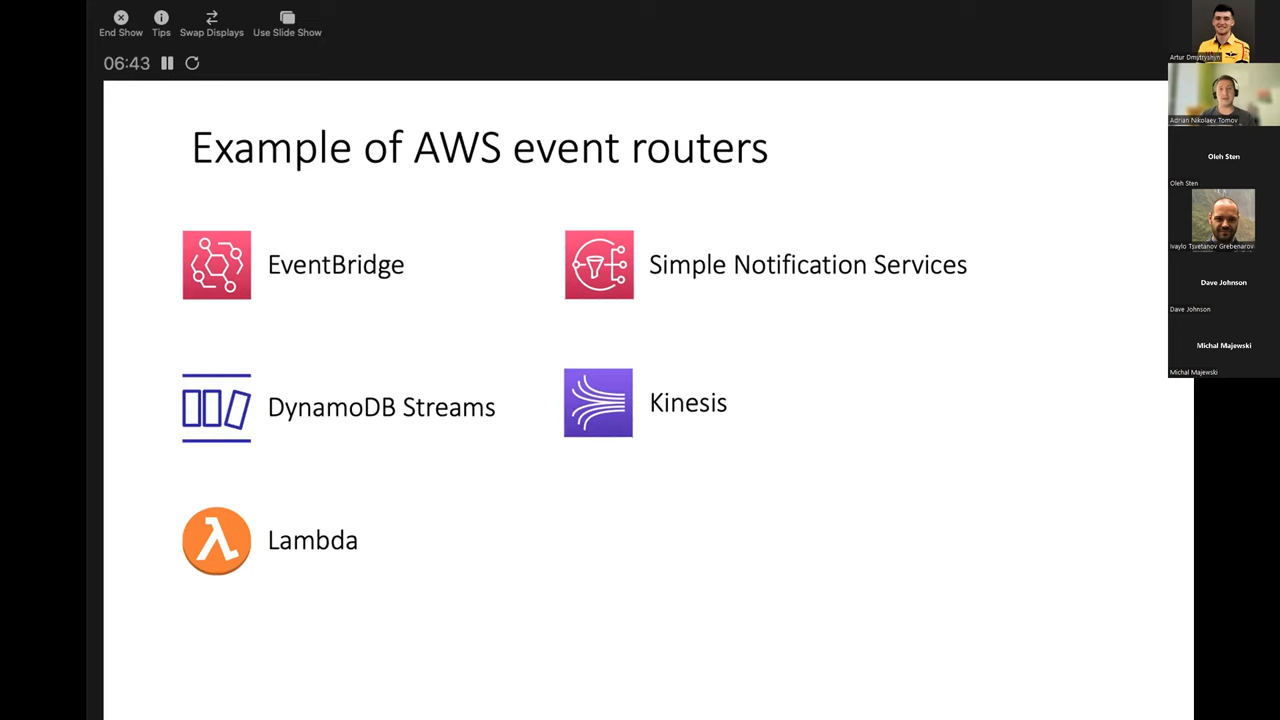 End Show Tips Swap Displays Use Slide Show
06:43
Example of AWS event routers
EventBridge
Simple Notification Services
DynamoDB Streams
Kinesis
Lambda
Artur Dmytryshyn
Adrian Nikolaev Tomov
Oleh Sten
Oleh Sten
Ivaylo Tsvetanov Grebenarov
Dave Johnson
Dave Johnson
Michal Majewski
Michal Majewski